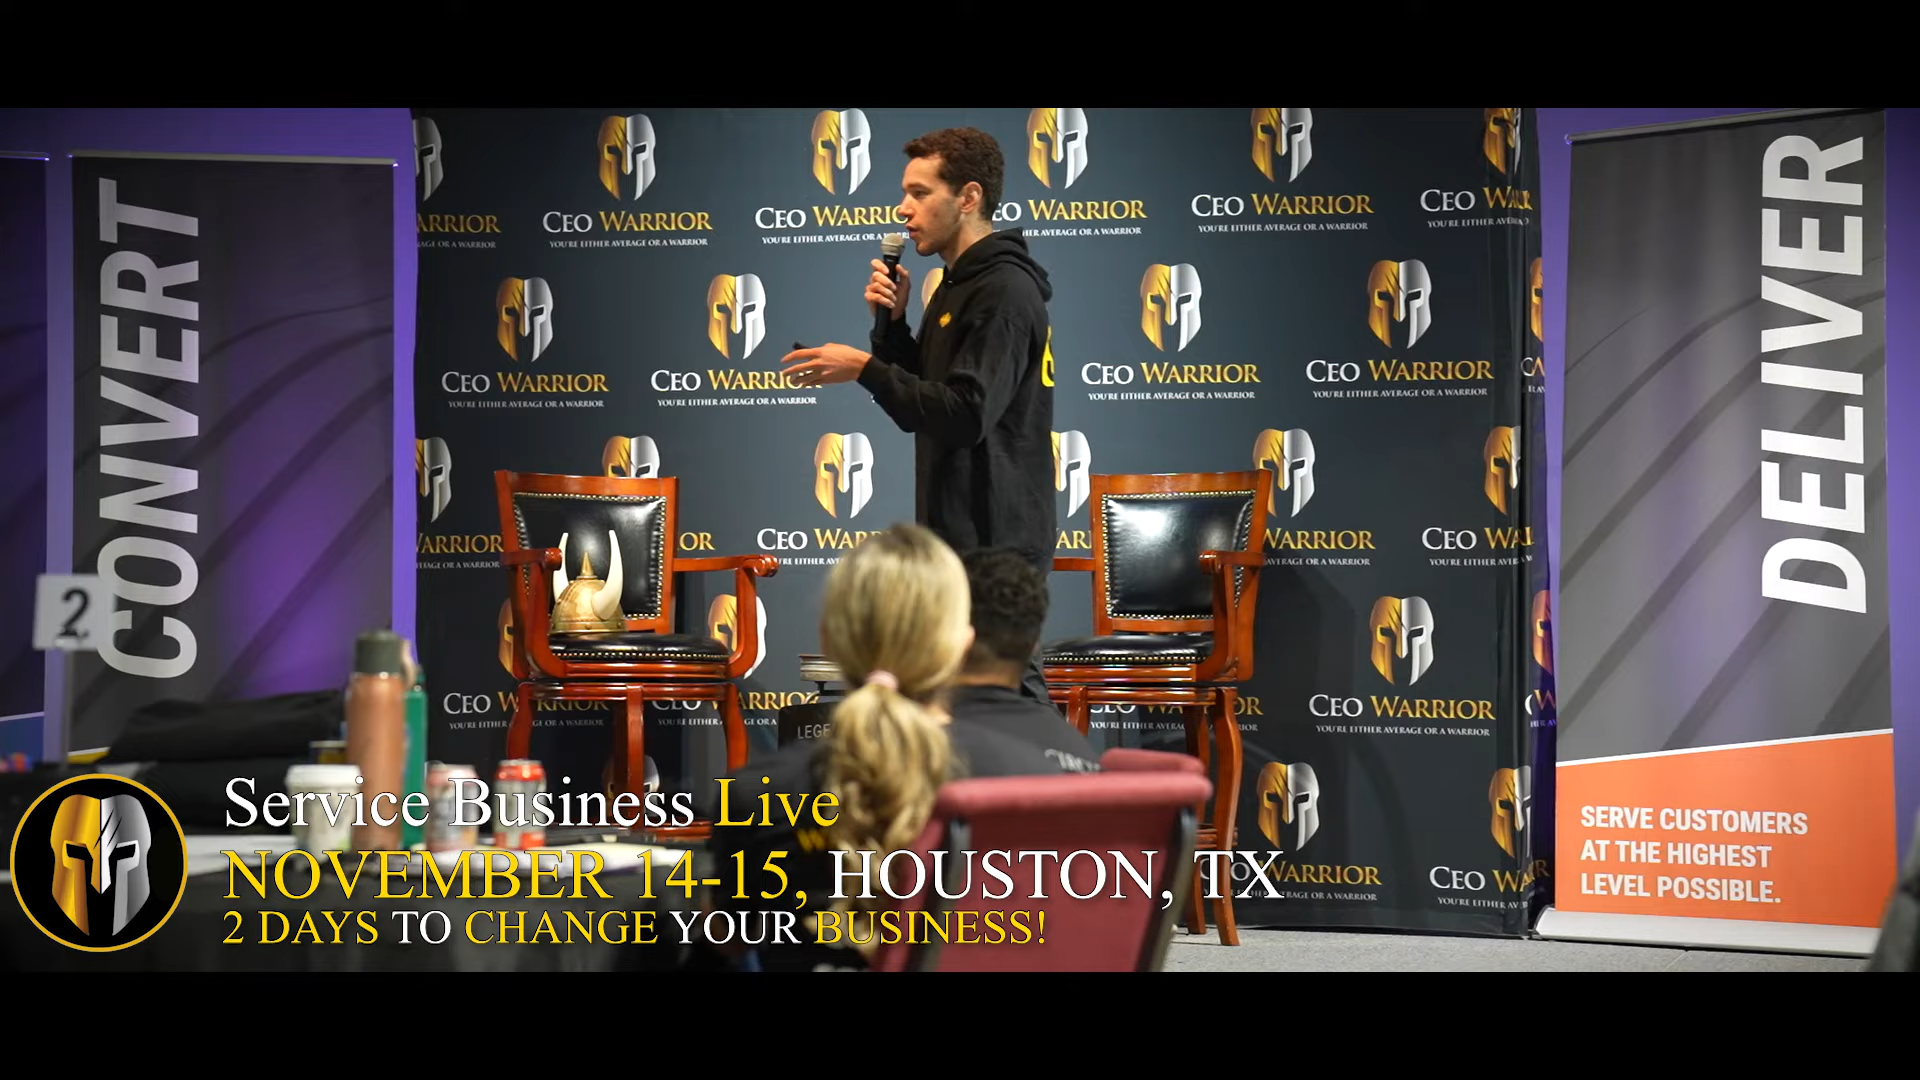 CONVERT
2
CEO WARRIOR
YOU'RE EITHER AVERAGE OR A WARRIOR
DELIVER
SERVE CUSTOMERS
AT THE HIGHEST
LEVEL POSSIBLE.
Service Business Live
NOVEMBER 14-15, HOUSTON, TX
2 DAYS TO CHANGE YOUR BUSINESS!